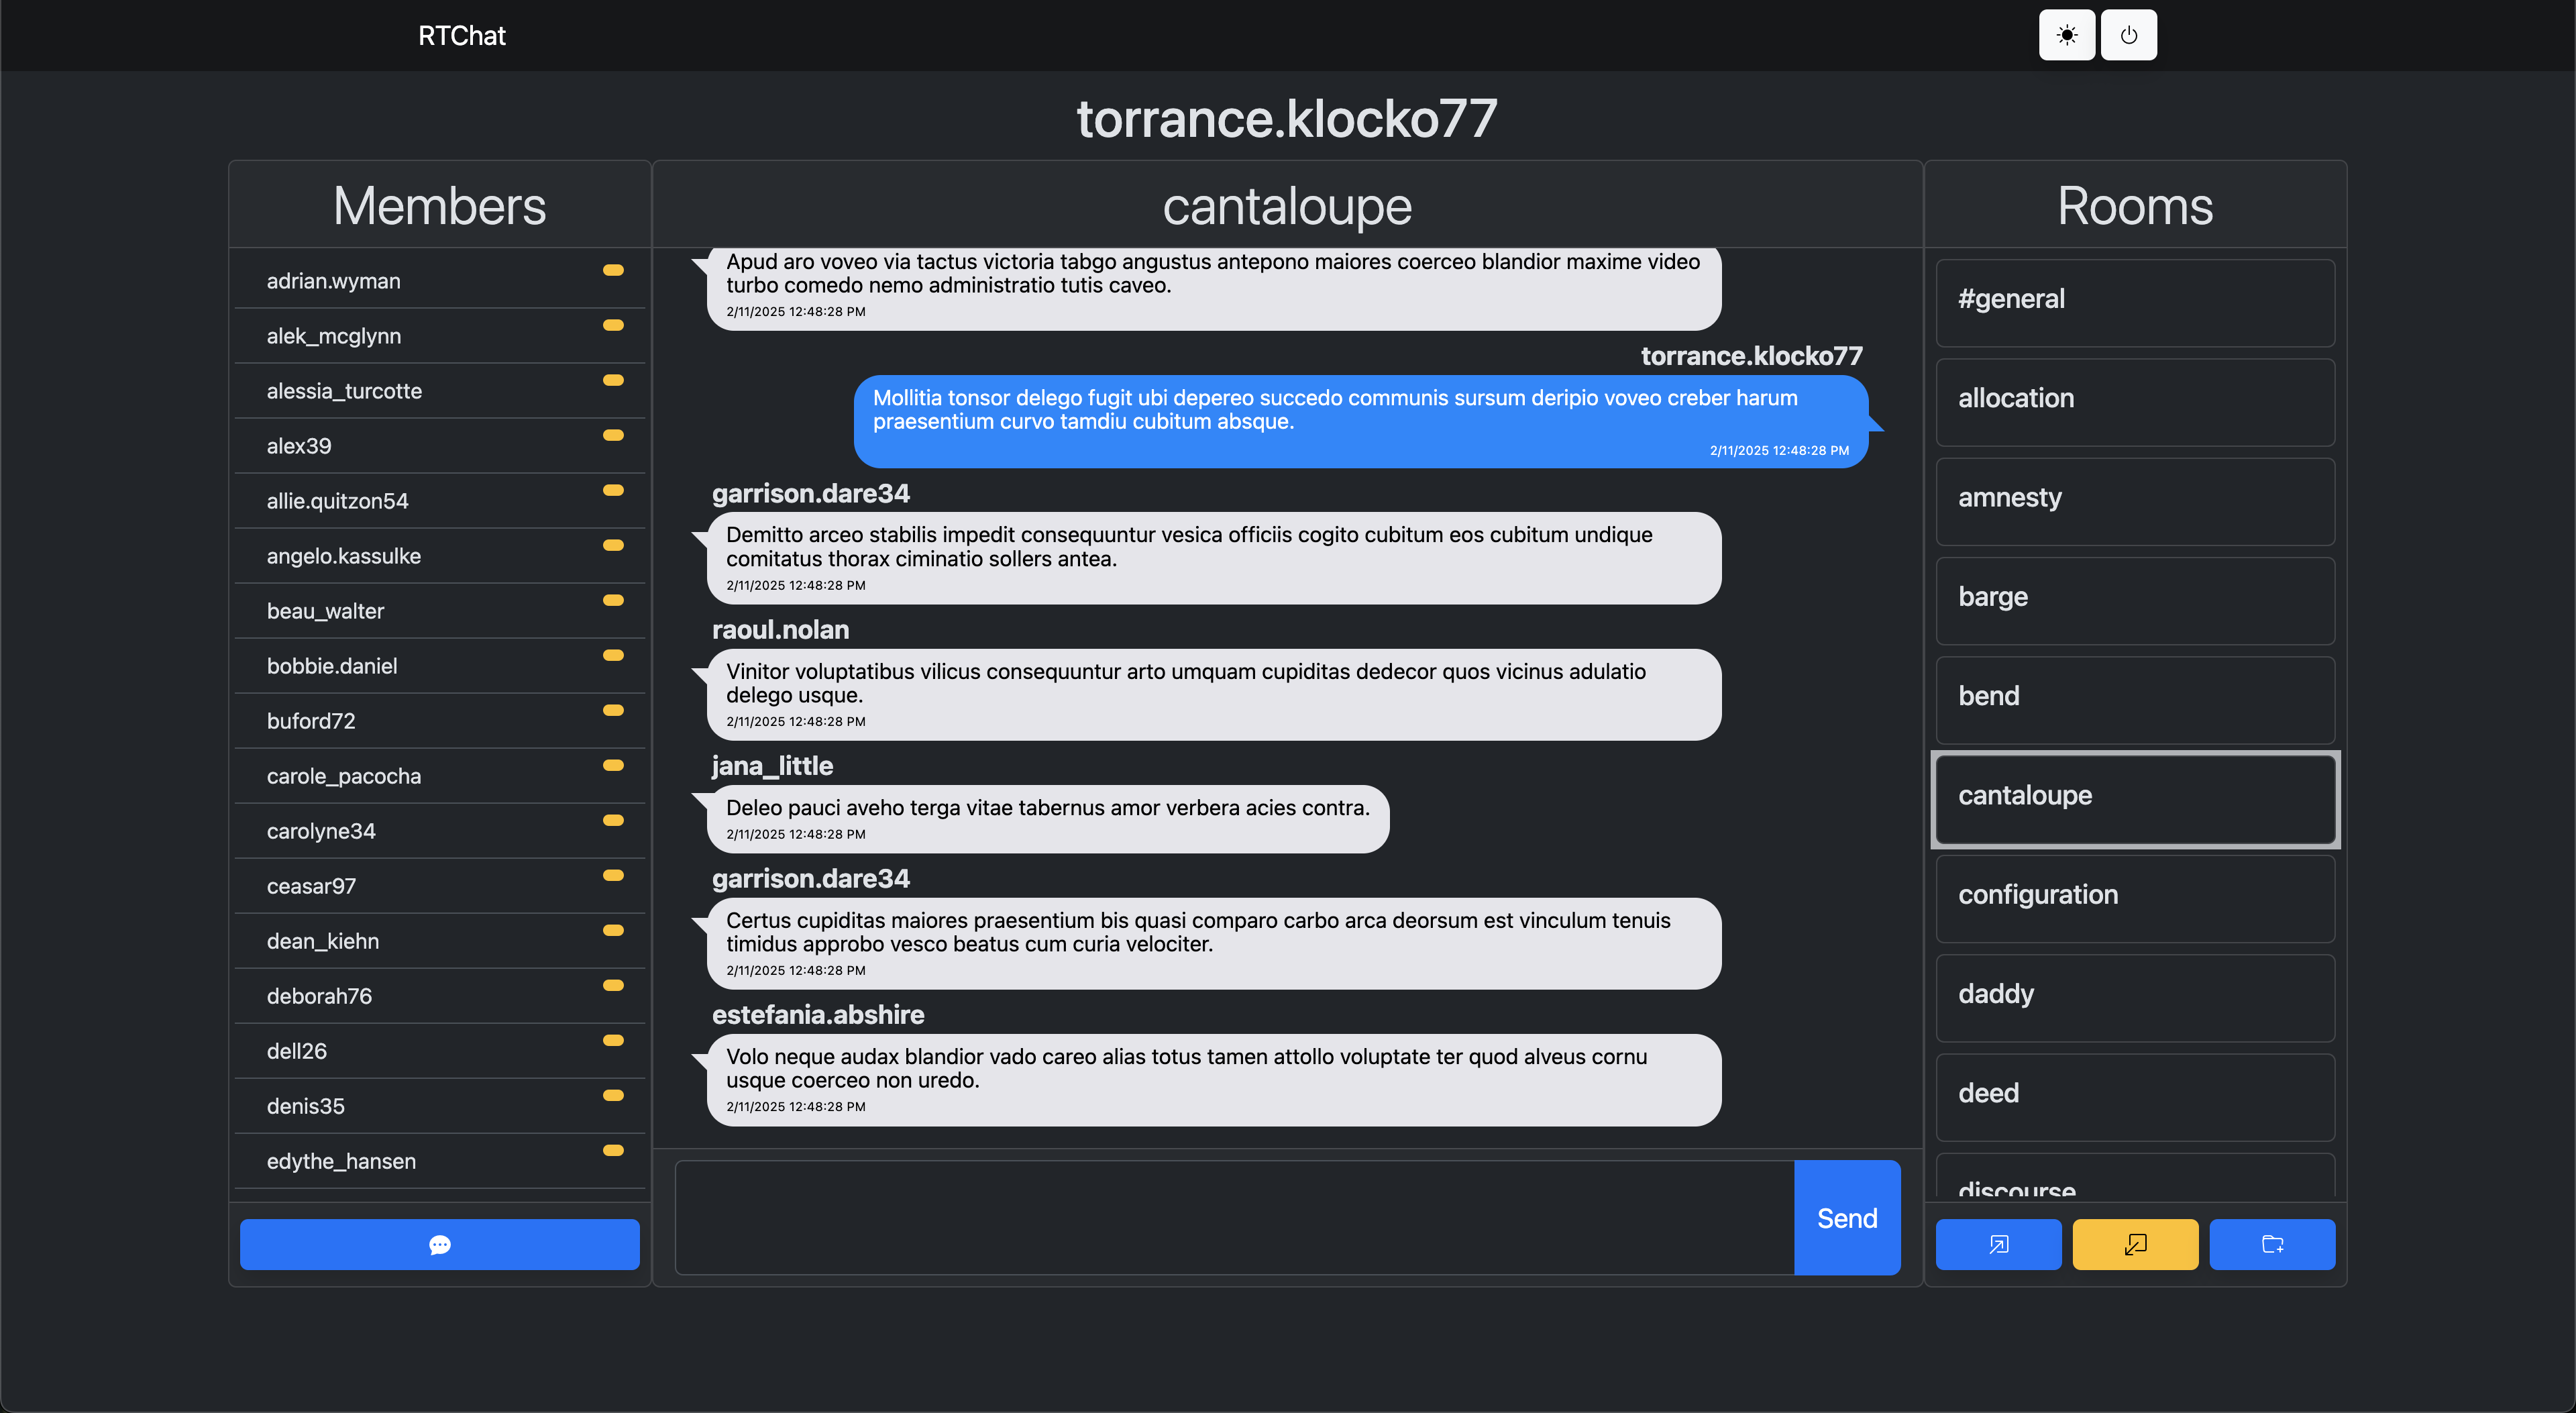 RTChat
torrance.klocko77
Members
adrian.wyman
alek_mcglynn
alessia_turcotte
alex39
allie.quitzon54
angelo.kassulke
beau_walter
bobbie.daniel
buford72
carole_pacocha
carolyne34
ceasar97
dean_kiehn
deborah76
dell26
denis35
edythe_hansen
cantaloupe
Apud aro voveo via tactus victoria tabgo angustus antepono maiores coerceo blandior maxime video
turbo comedo nemo administratio tutis caveo.
2/11/2025 12:48:28 PM
torrance.klocko77
Mollitia tonsor delego fugit ubi depereo succedo communis sursum deripio voveo creber harum
praesentium curvo tamdiu cubitum absque.
2/11/2025 12:48:28 PM
garrison.dare34
Demitto arceo stabilis impedit consequuntur vesica officiis cogito cubitum eos cubitum undique
comitatus thorax ciminatio sollers antea.
2/11/2025 12:48:28 PM
raoul.nolan
Vinitor voluptatibus vilicus consequuntur arto umquam cupiditas dedecor quos vicinus adulatio
delego usque.
2/11/2025 12:48:28 PM
jana_little
Deleo pauci aveho terga vitae tabernus amor verbera acies contra.
2/11/2025 12:48:28 PM
garrison.dare34
Certus cupiditas maiores praesentium bis quasi comparo carbo arca deorsum est vinculum tenuis
timidus approbo vesco beatus cum curia velociter.
2/11/2025 12:48:28 PM
estefania.abshire
Volo neque audax blandior vado careo alias totus tamen attollo voluptate ter quod alveus cornu
usque coerceo non uredo.
2/11/2025 12:48:28 PM
Send
Rooms
#general
allocation
amnesty
barge
bend
cantaloupe
configuration
daddy
deed
discourse